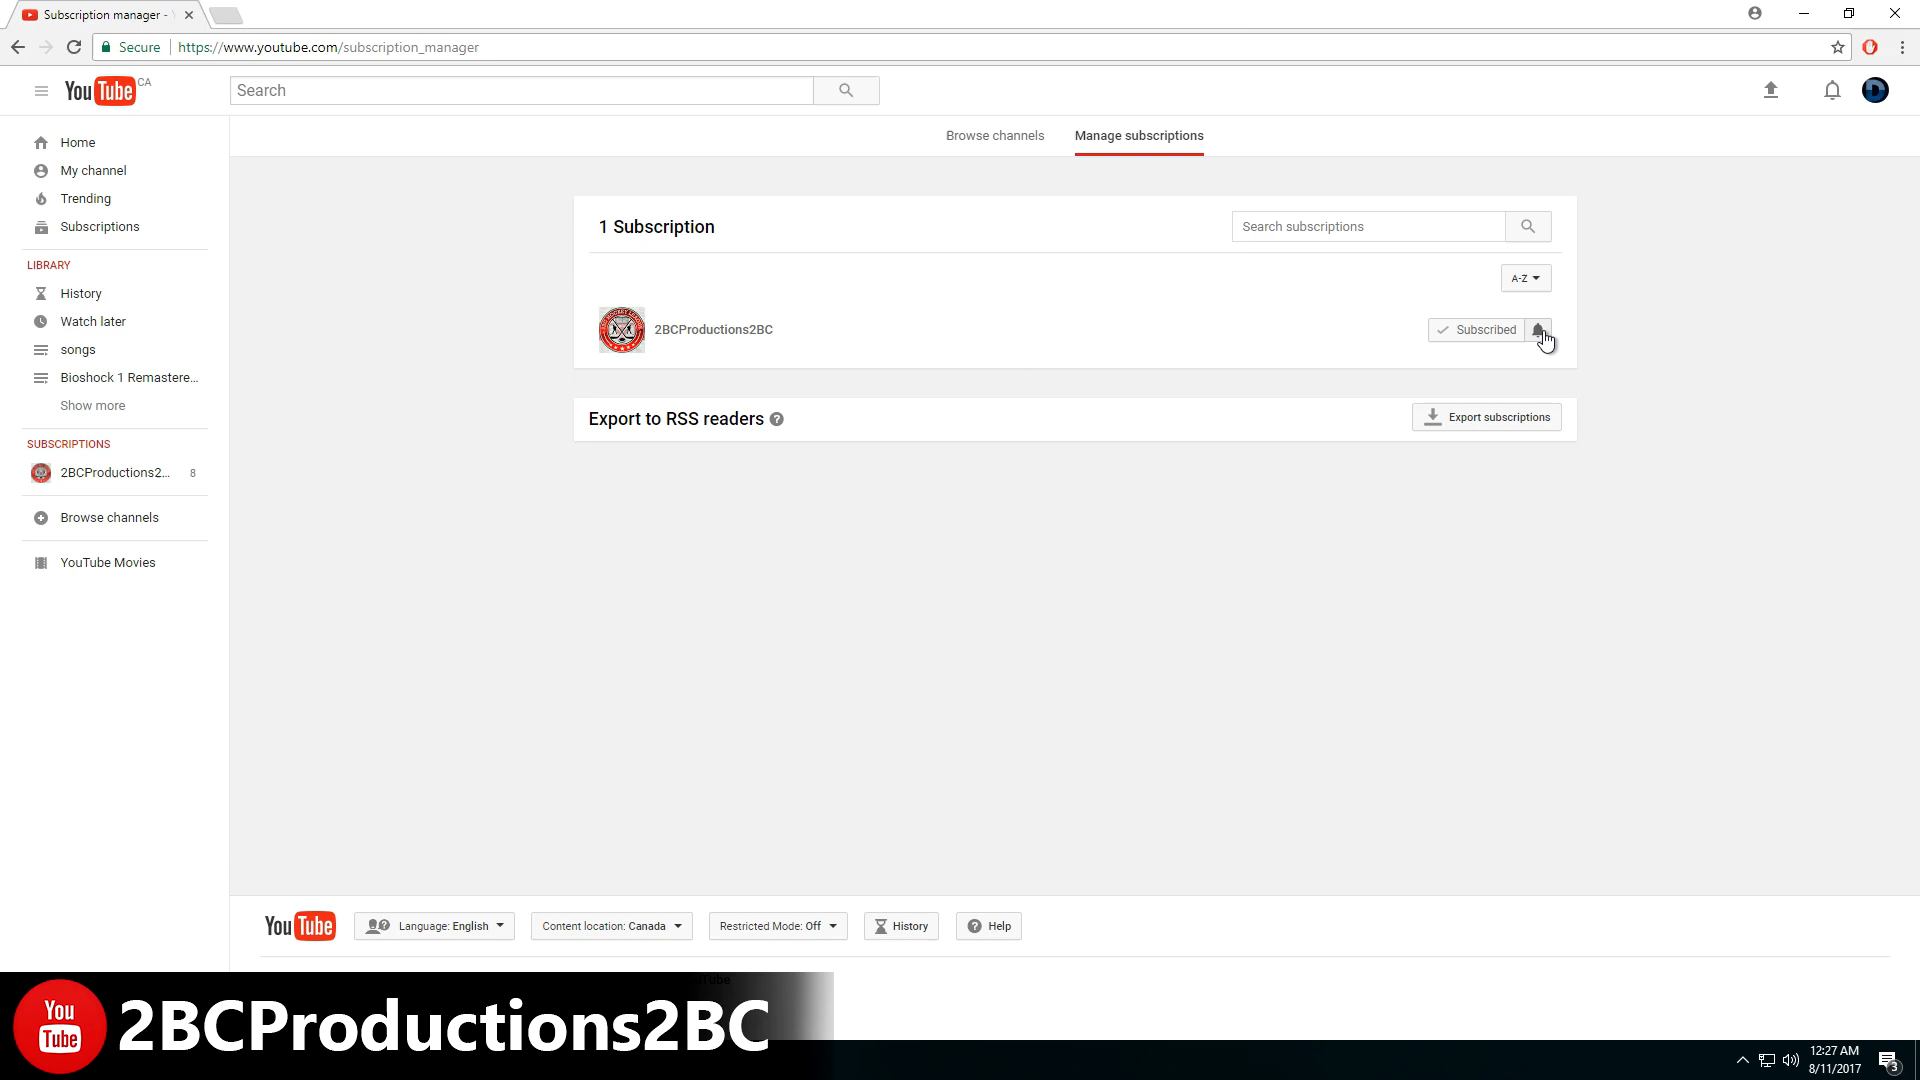 Subscription manager -
Secure
https://www.youtube.com/subscription_manager
You Tube CA
Search
Browse channels
Manage subscriptions
Home
My channel
Trending
Subscriptions
LIBRARY
History
Watch later
songs
Bioshock 1 Remastere...
Show more
SUBSCRIPTIONS
2BCProductions2... 8
Browse channels
YouTube Movies
1 Subscription
Search subscriptions
A-Z
2BCProductions2BC
Subscribed
Export to RSS readers ?
Export subscriptions
You Tube
Language: English
Content location: Canada
Restricted Mode: Off
History
Help
You
Tube
2BCProductions2BC
12:27 AM
8/11/2017
3